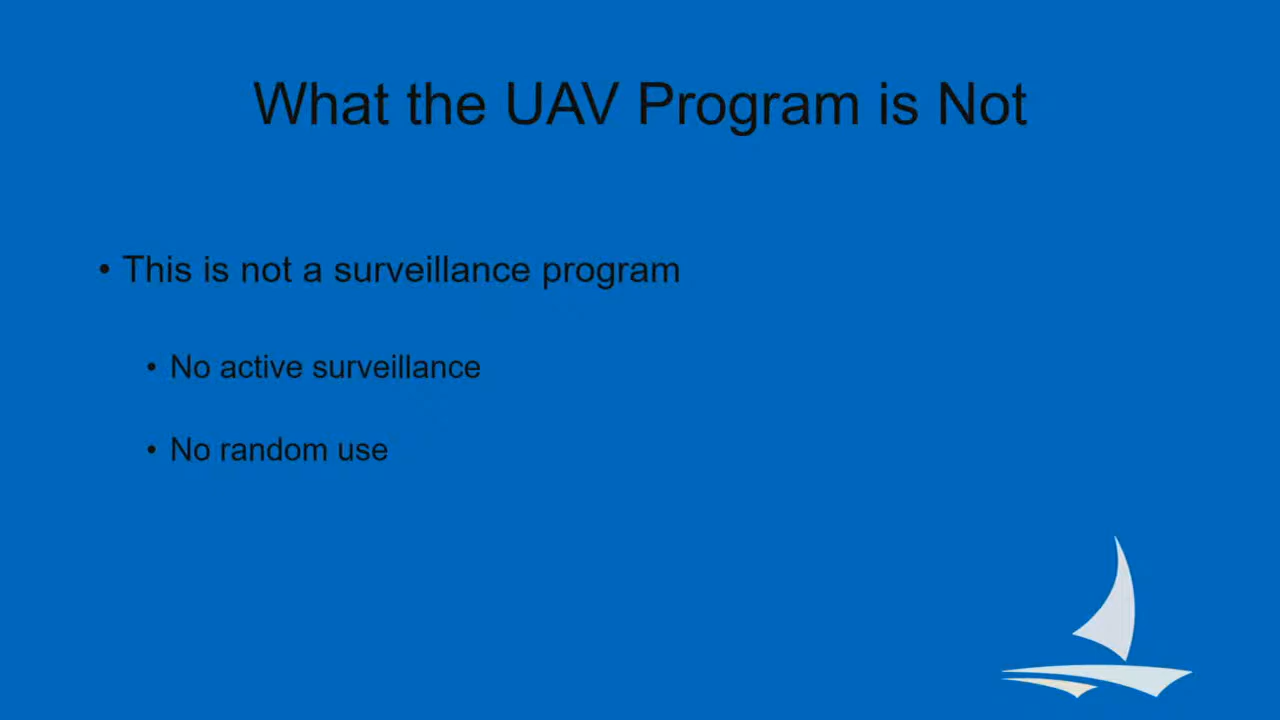 What the UAV Program is Not
• This is not a surveillance program
• No active surveillance
• No random use